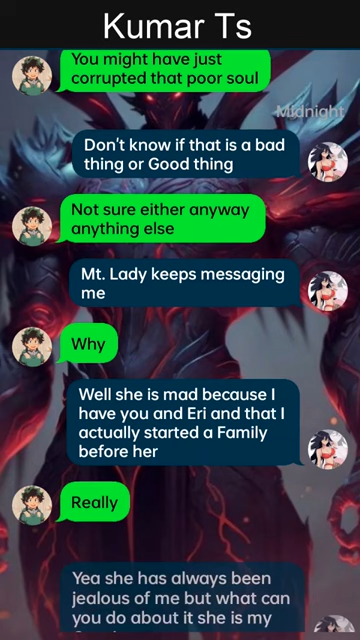 Kumar Ts
You might have just
corrupted that poor soul
Midnight
Don't know if that is a bad
thing or Good thing
Not sure either anyway
anything else
Mt. Lady keeps messaging
me
Why
Well she is mad because I
have you and Eri and that I
actually started a Family
before her
Really
Yea she has always been
jealous of me but what can
you do about it she is my